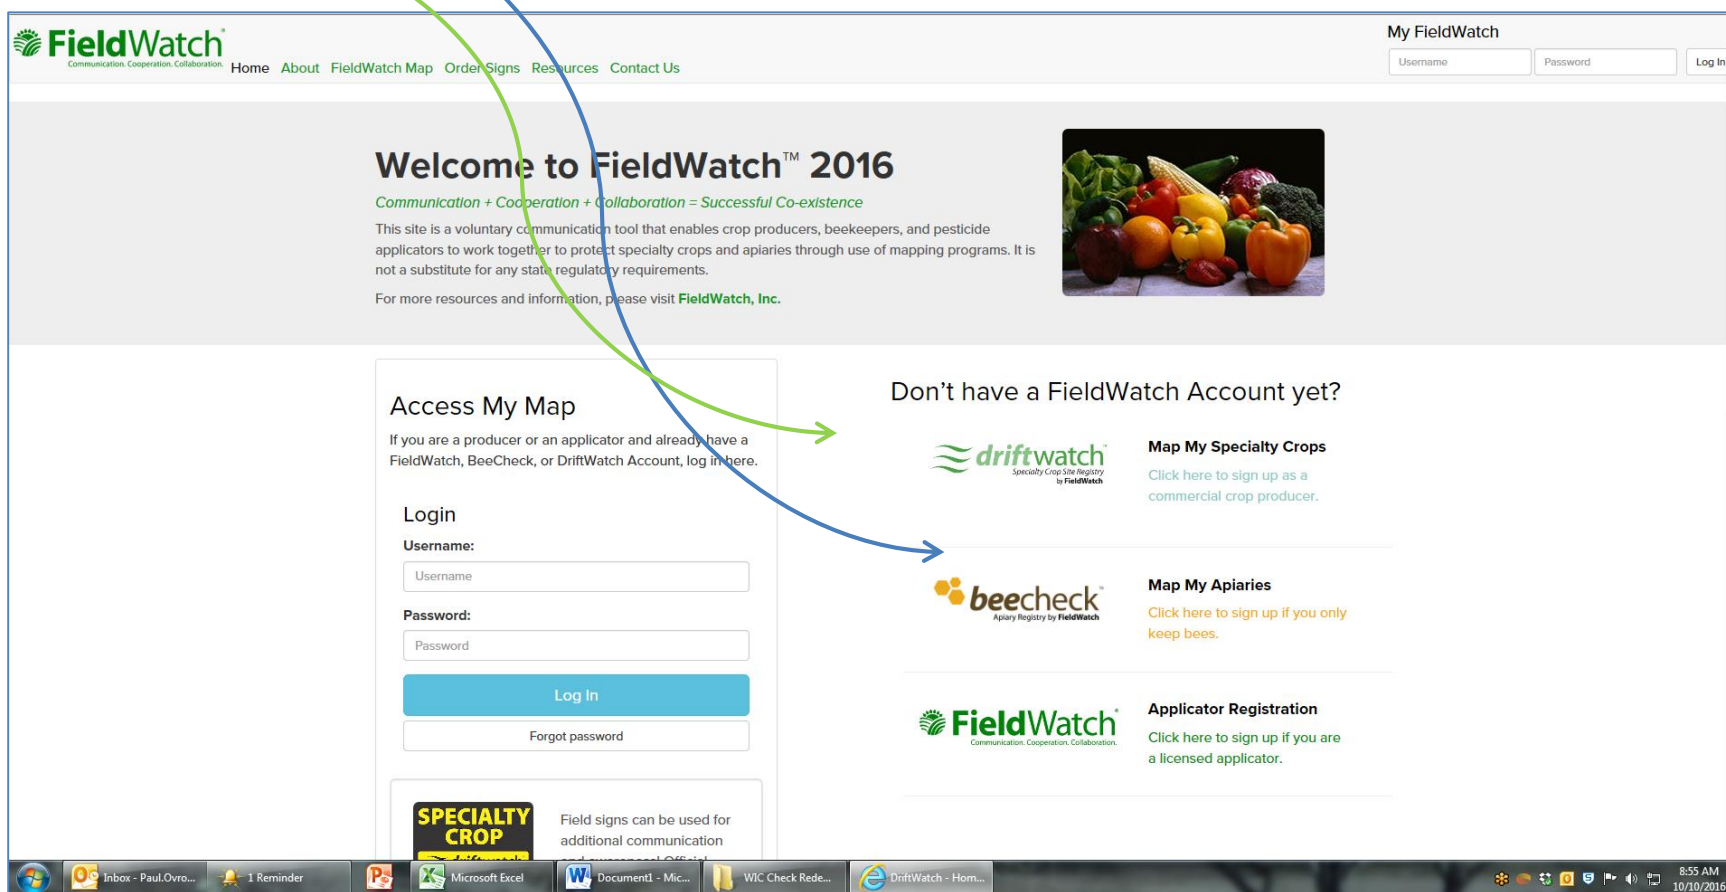 FieldWatch
Communication. Cooperation. Collaboration.
Home About FieldWatch Map Order Signs Resources Contact Us
My FieldWatch
Username Password Log In
Welcome to FieldWatch™ 2016
Communication + Cooperation + Collaboration = Successful Co-existence
This site is a voluntary communication tool that enables crop producers, beekeepers, and pesticide
applicators to work together to protect specialty crops and apiaries through use of mapping programs. It is
not a substitute for any state regulatory requirements.
For more resources and information, please visit FieldWatch, Inc.
Access My Map
If you are a producer or an applicator and already have a
FieldWatch, BeeCheck, or DriftWatch Account, log in here.
Login
Username:
Username
Password:
Password
Log In
Forgot password
SPECIALTY
CROP
driftwatch
Field signs can be used for
additional communication
and awareness! Official
Don't have a FieldWatch Account yet?
driftwatch™
Specialty Crop Site Registry
by FieldWatch
Map My Specialty Crops
Click here to sign up as a
commercial crop producer.
beecheck™
Apiary Registry by FieldWatch
Map My Apiaries
Click here to sign up if you only
keep bees.
FieldWatch
Communication. Cooperation. Collaboration.
Applicator Registration
Click here to sign up if you are
a licensed applicator.
Inbox - Paul.Ovro... 1 Reminder Microsoft Excel Document1 - Mic... WIC Check Rede... DriftWatch - Hom...
8:55 AM
10/10/2016